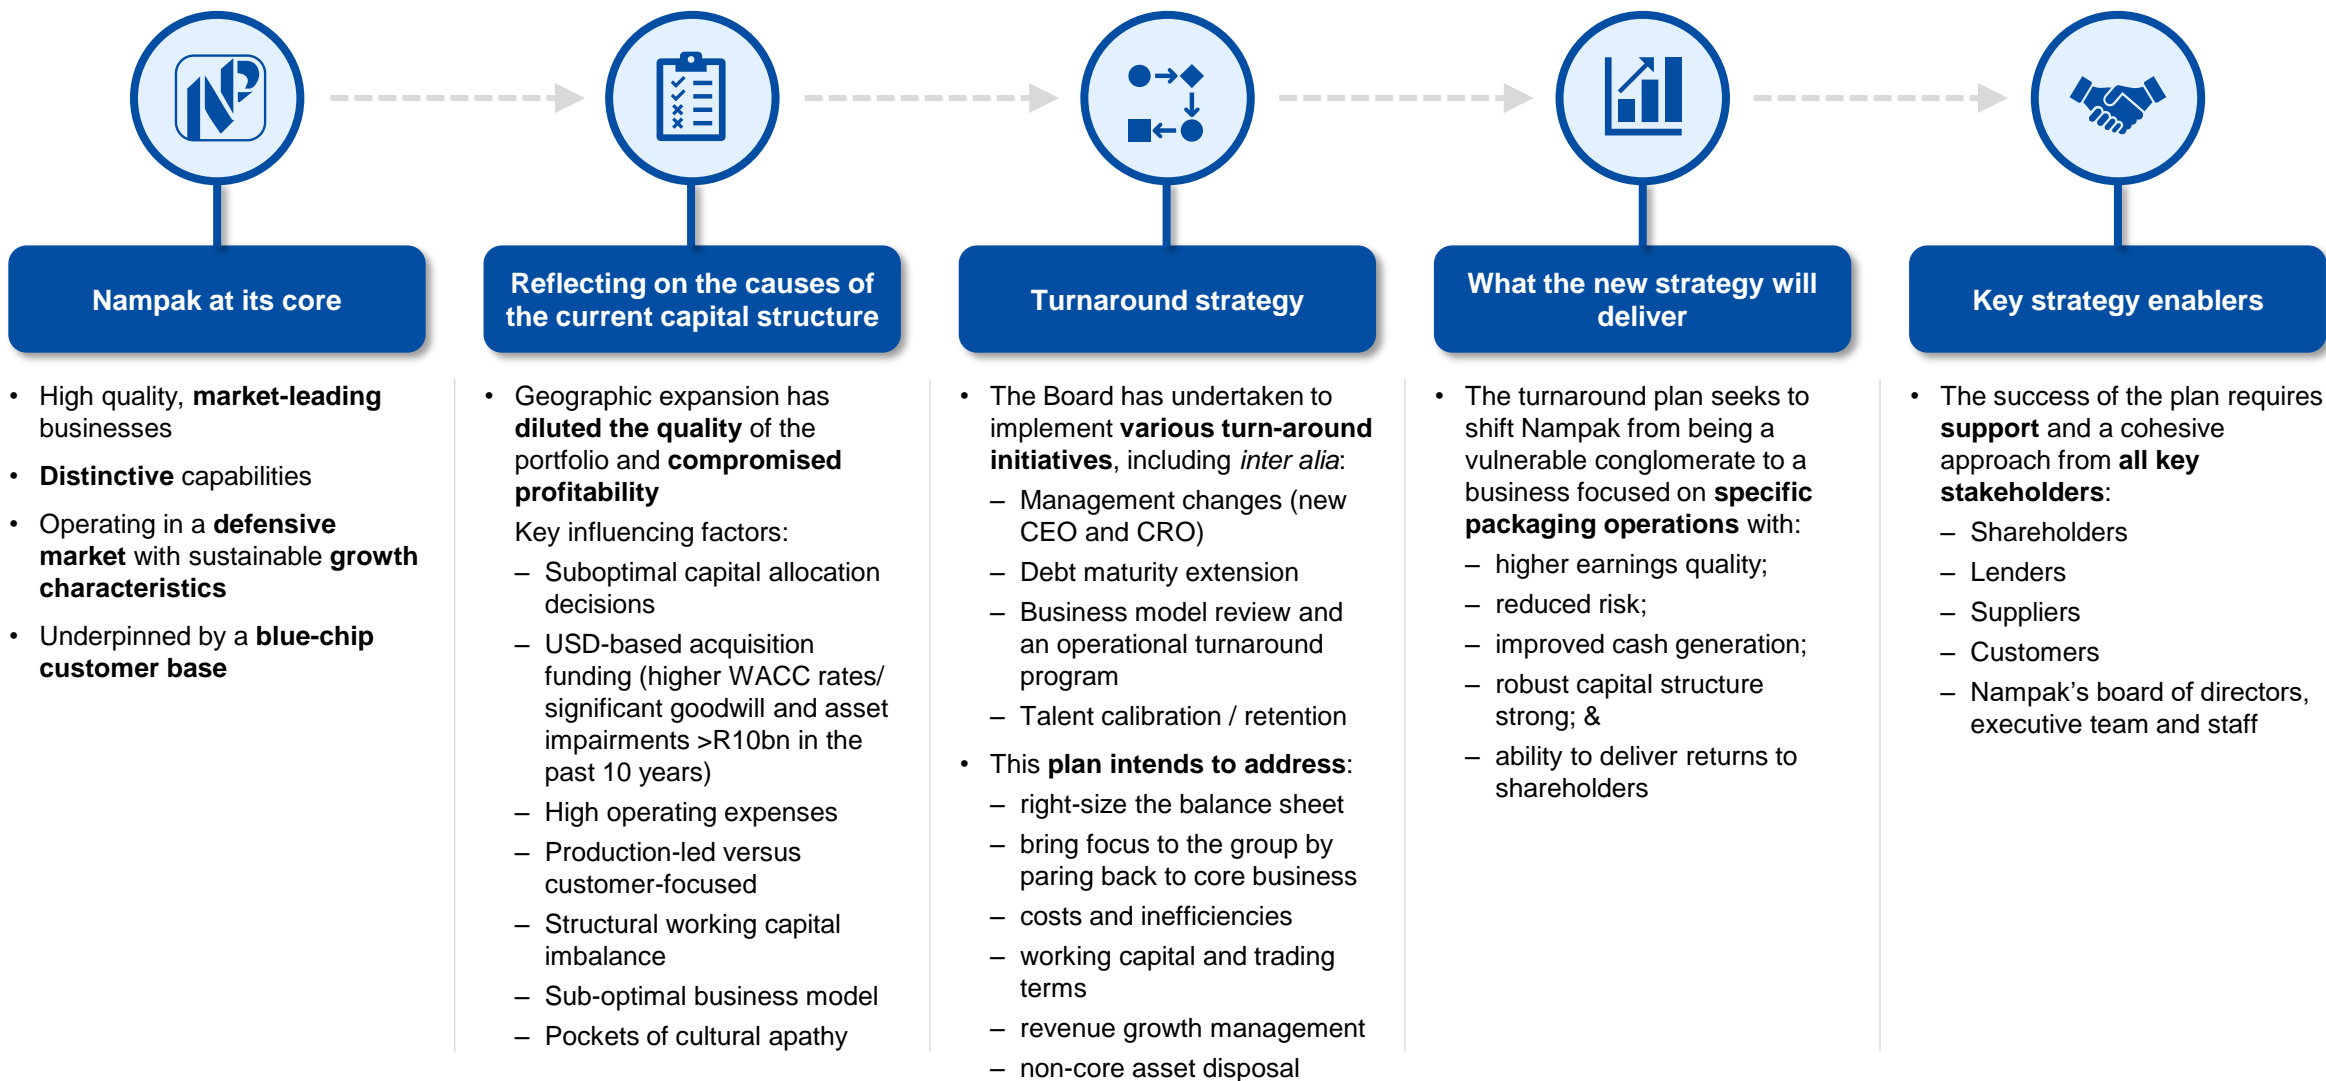 Nampak at its core
• High quality, market-leading
businesses
• Distinctive capabilities
• Operating in a defensive
market with sustainable growth
characteristics
• Underpinned by a blue-chip
customer base
Reflecting on the causes of
the current capital structure
• Geographic expansion has
diluted the quality of the
portfolio and compromised
profitability
Key influencing factors:
– Suboptimal capital allocation
decisions
– USD-based acquisition
funding (higher WACC rates/
significant goodwill and asset
impairments >R10bn in the
past 10 years)
– High operating expenses
– Production-led versus
customer-focused
– Structural working capital
imbalance
– Sub-optimal business model
– Pockets of cultural apathy
Turnaround strategy
• The Board has undertaken to
implement various turn-around
initiatives, including inter alia:
– Management changes (new
CEO and CRO)
– Debt maturity extension
– Business model review and
an operational turnaround
program
– Talent calibration / retention
• This plan intends to address:
– right-size the balance sheet
– bring focus to the group by
paring back to core business
– costs and inefficiencies
– working capital and trading
terms
– revenue growth management
– non-core asset disposal
What the new strategy will
deliver
• The turnaround plan seeks to
shift Nampak from being a
vulnerable conglomerate to a
business focused on specific
packaging operations with:
– higher earnings quality;
– reduced risk;
– improved cash generation;
– robust capital structure
strong; &
– ability to deliver returns to
shareholders
Key strategy enablers
• The success of the plan requires
support and a cohesive
approach from all key
stakeholders:
– Shareholders
– Lenders
– Suppliers
– Customers
– Nampak’s board of directors,
executive team and staff